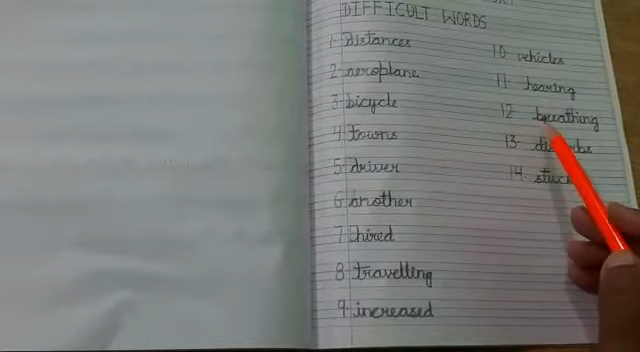 DIFFICULT WORDS
1 distances
2 aeroplane
3 bicycle
4 towns
5 driver
6 another
7 hired
8 travelling
9 increased
10 vehicles
11 hearing
12 breathing
13
14